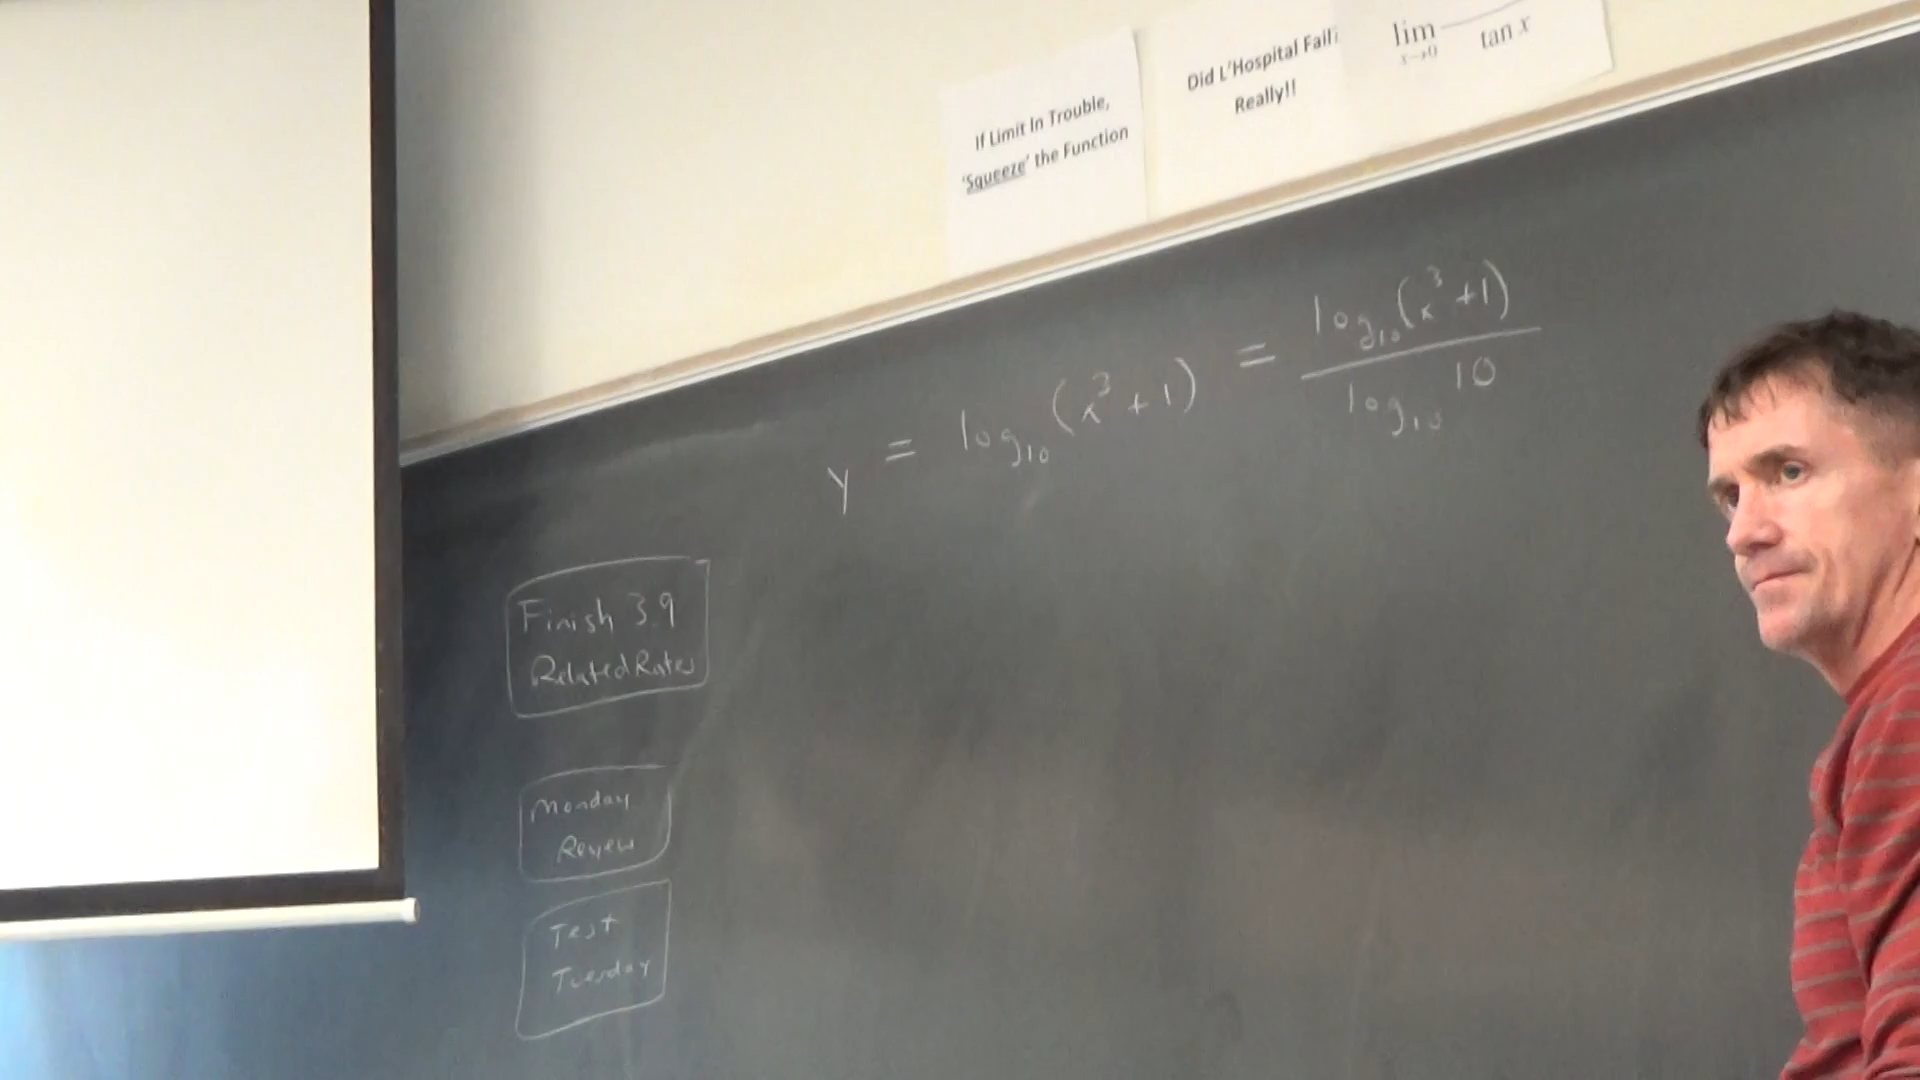 If Limit In Trouble,
'Squeeze' the Function
Did L'Hospital Fail
Really!!
lim
x→0
tan x
y = log₁₀(x³+1) = log₁₀(x³+1) / log₁₀ 10
Finish 3.9
Related Rates
Monday
Review
Test
Tuesday